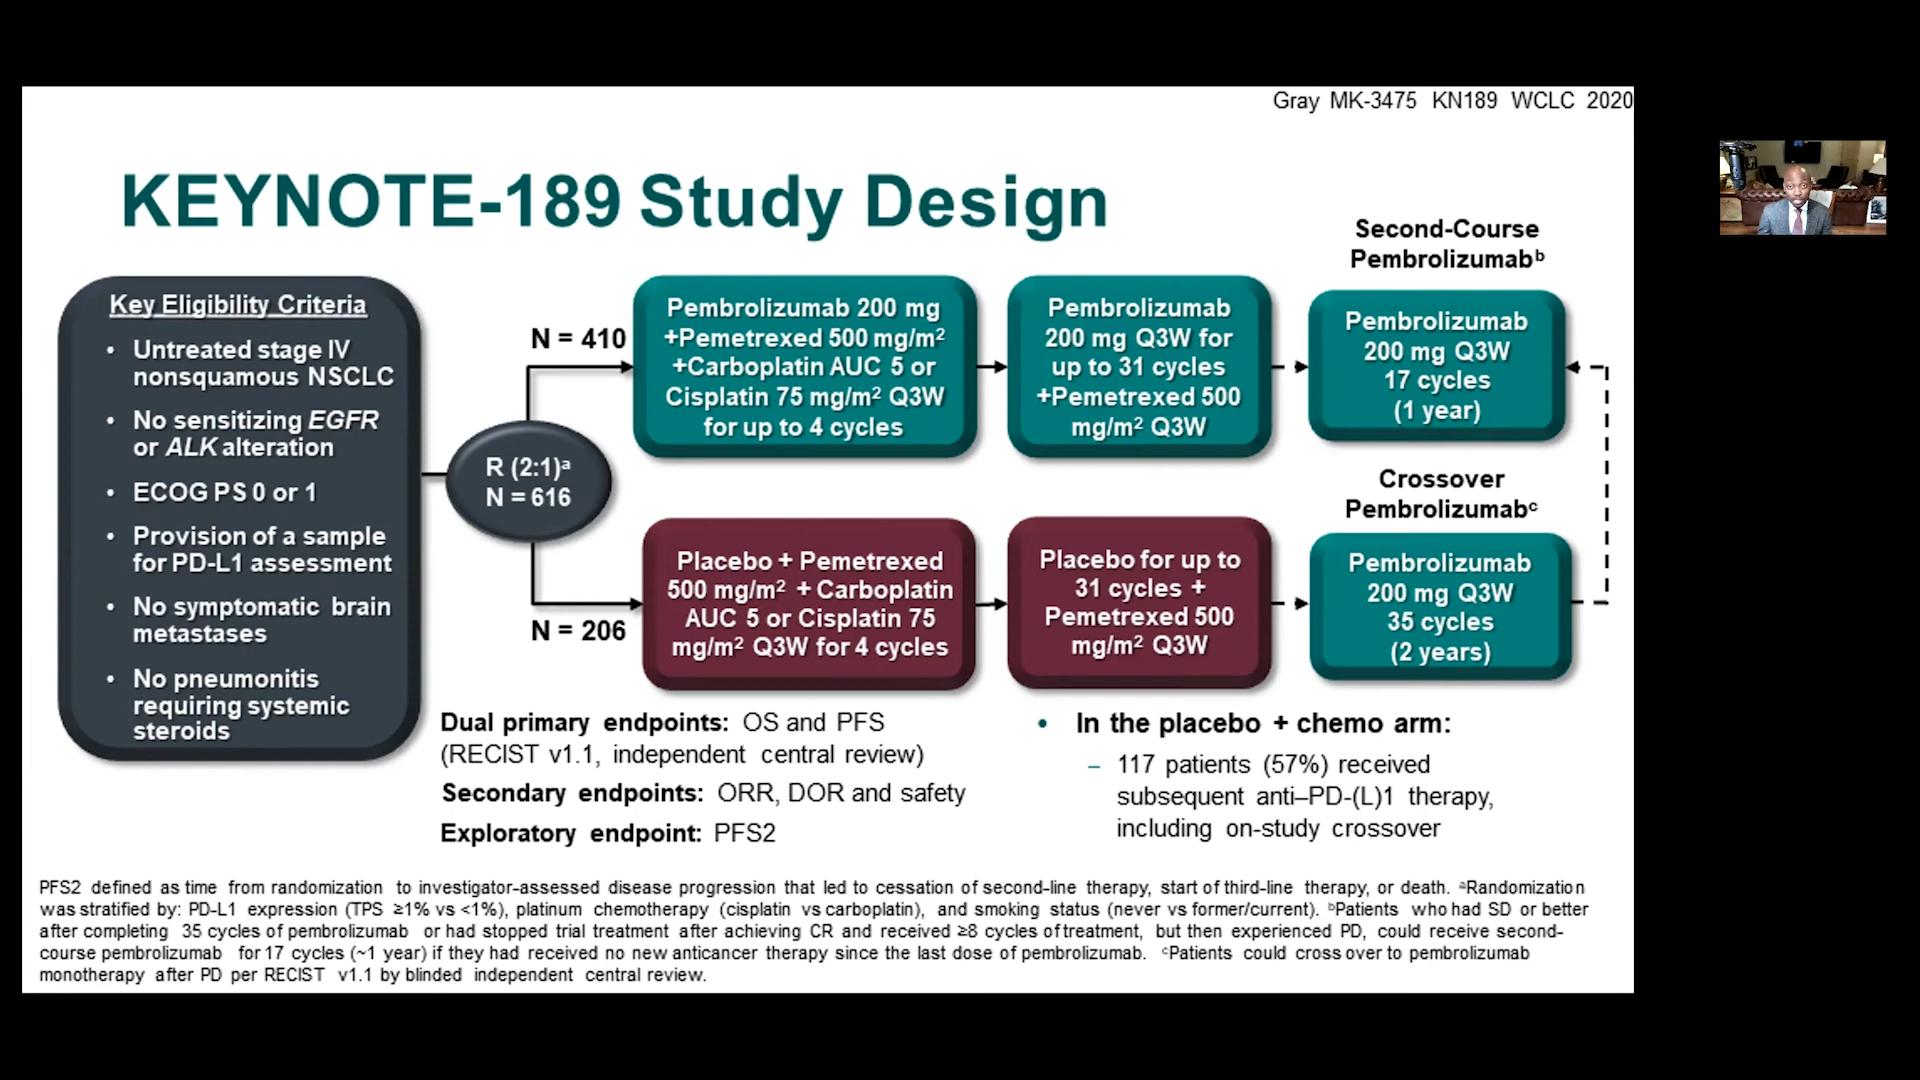 Gray MK-3475 KN189 WCLC 2020
KEYNOTE-189 Study Design
Key Eligibility Criteria
• Untreated stage IV
nonsquamous NSCLC
• No sensitizing EGFR
or ALK alteration
• ECOG PS 0 or 1
• Provision of a sample
for PD-L1 assessment
• No symptomatic brain
metastases
• No pneumonitis
requiring systemic
steroids
R (2:1)ᵃ
N = 616
N = 410
Pembrolizumab 200 mg
+Pemetrexed 500 mg/m²
+Carboplatin AUC 5 or
Cisplatin 75 mg/m² Q3W
for up to 4 cycles
Pembrolizumab
200 mg Q3W for
up to 31 cycles
+Pemetrexed 500
mg/m² Q3W
Second-Course
Pembrolizumabᵇ
Pembrolizumab
200 mg Q3W
17 cycles
(1 year)
N = 206
Placebo + Pemetrexed
500 mg/m² + Carboplatin
AUC 5 or Cisplatin 75
mg/m² Q3W for 4 cycles
Placebo for up to
31 cycles +
Pemetrexed 500
mg/m² Q3W
Crossover
Pembrolizumabᶜ
Pembrolizumab
200 mg Q3W
35 cycles
(2 years)
Dual primary endpoints: OS and PFS
(RECIST v1.1, independent central review)
Secondary endpoints: ORR, DOR and safety
Exploratory endpoint: PFS2
• In the placebo + chemo arm:
– 117 patients (57%) received
subsequent anti–PD-(L)1 therapy,
including on-study crossover
PFS2 defined as time from randomization to investigator-assessed disease progression that led to cessation of second-line therapy, start of third-line therapy, or death. ᵃRandomization
was stratified by: PD-L1 expression (TPS ≥1% vs <1%), platinum chemotherapy (cisplatin vs carboplatin), and smoking status (never vs former/current). ᵇPatients who had SD or better
after completing 35 cycles of pembrolizumab or had stopped trial treatment after achieving CR and received ≥8 cycles of treatment, but then experienced PD, could receive second-
course pembrolizumab for 17 cycles (~1 year) if they had received no new anticancer therapy since the last dose of pembrolizumab. ᶜPatients could cross over to pembrolizumab
monotherapy after PD per RECIST v1.1 by blinded independent central review.